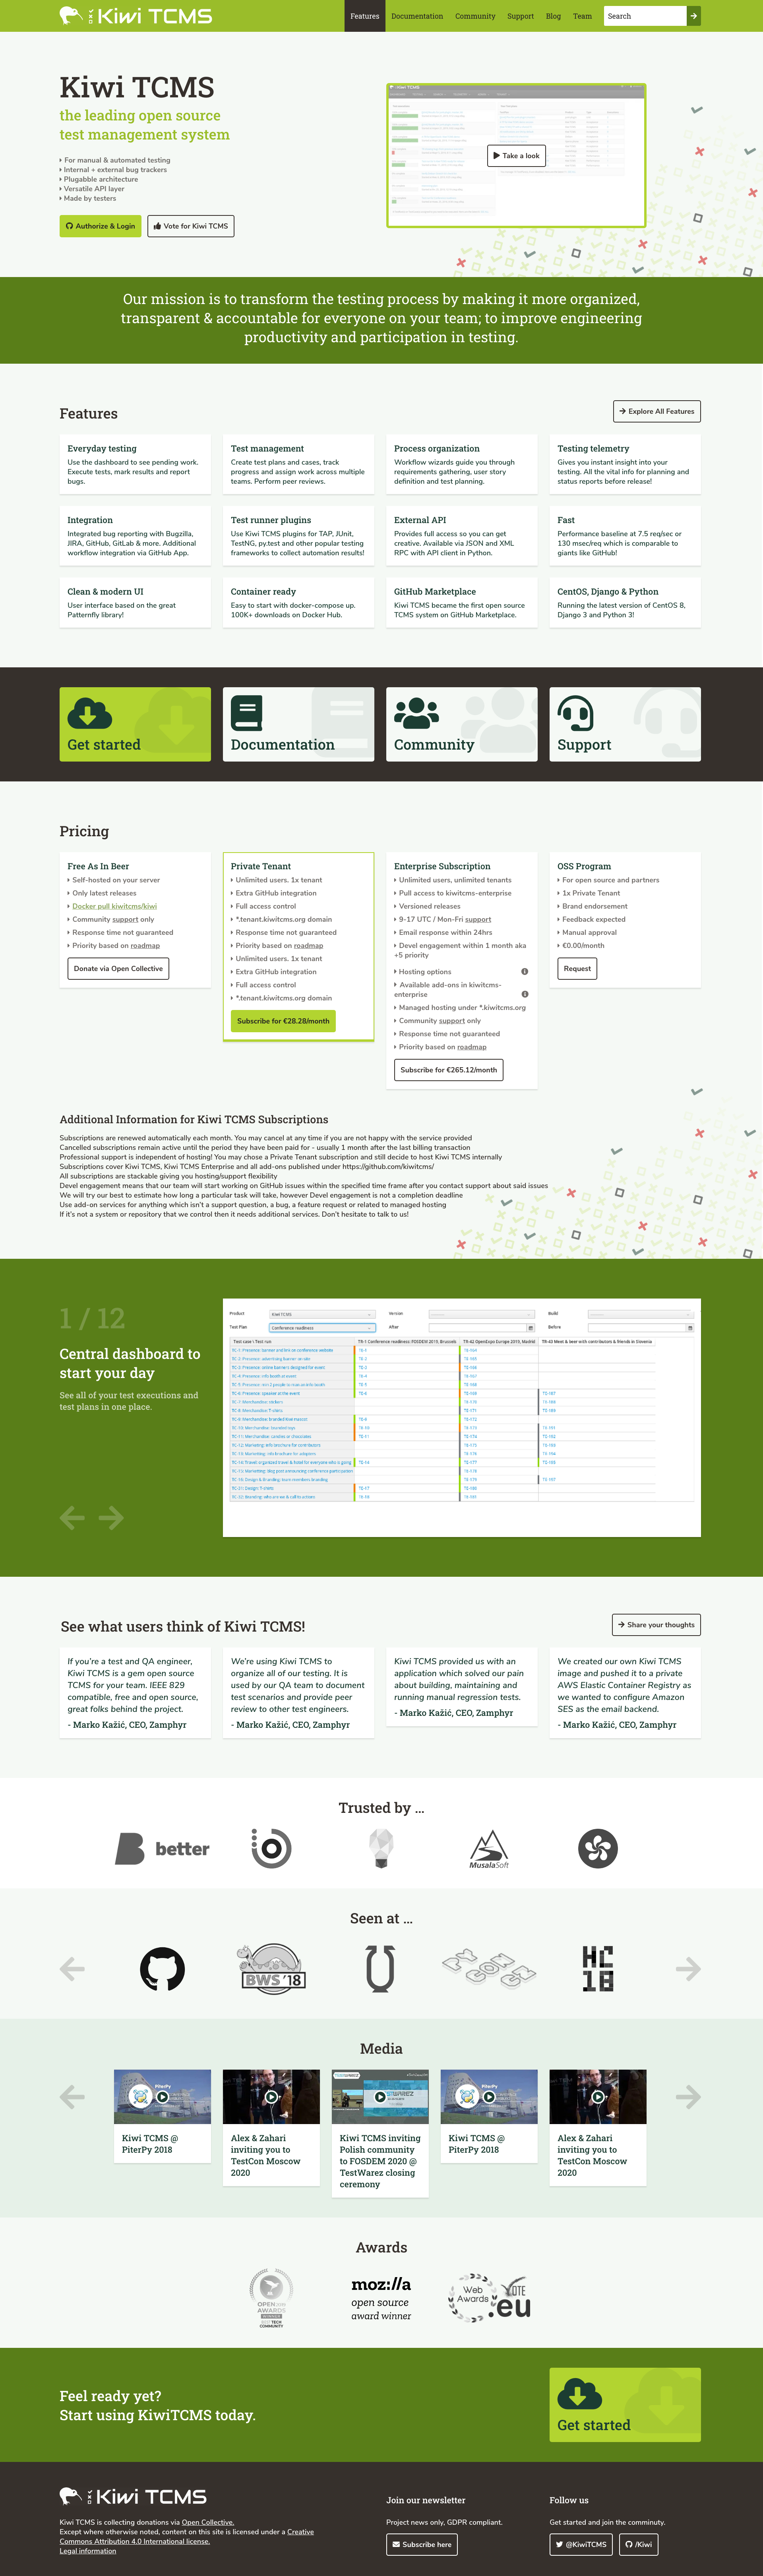 Kiwi TCMS
Features
Documentation
Community
Support
Blog
Team
Search
Kiwi TCMS
the leading open source
test management system
For manual & automated testing
Internal + external bug trackers
Plugabble architecture
Versatile API layer
Made by testers
Authorize & Login
Vote for Kiwi TCMS
Take a look
Our mission is to transform the testing process by making it more organized,
transparent & accountable for everyone on your team; to improve engineering
productivity and participation in testing.
Features
Explore All Features
Everyday testing
Use the dashboard to see pending work.
Execute tests, mark results and report
bugs.
Test management
Create test plans and cases, track
progress and assign work across multiple
teams. Perform peer reviews.
Process organization
Workflow wizards guide you through
requirements gathering, user story
definition and test planning.
Testing telemetry
Gives you instant insight into your
testing. All the vital info for planning and
status reports before release!
Integration
Integrated bug reporting with Bugzilla,
JIRA, GitHub, GitLab & more. Additional
workflow integration via GitHub App.
Test runner plugins
Use Kiwi TCMS plugins for TAP, JUnit,
TestNG, py.test and other popular testing
frameworks to collect automation results!
External API
Provides full access so you can get
creative. Available via JSON and XML
RPC with API client in Python.
Fast
Performance baseline at 7.5 req/sec or
130 msec/req which is comparable to
giants like GitHub!
Clean & modern UI
User interface based on the great
Patternfly library!
Container ready
Easy to start with docker-compose up.
100K+ downloads on Docker Hub.
GitHub Marketplace
Kiwi TCMS became the first open source
TCMS system on GitHub Marketplace.
CentOS, Django & Python
Running the latest version of CentOS 8,
Django 3 and Python 3!
Get started
Documentation
Community
Support
Pricing
Free As In Beer
Self-hosted on your server
Only latest releases
Docker pull kiwitcms/kiwi
Community support only
Response time not guaranteed
Priority based on roadmap
Donate via Open Collective
Private Tenant
Unlimited users. 1x tenant
Extra GitHub integration
Full access control
*.tenant.kiwitcms.org domain
Response time not guaranteed
Priority based on roadmap
Unlimited users. 1x tenant
Extra GitHub integration
Full access control
*.tenant.kiwitcms.org domain
Subscribe for €28.28/month
Enterprise Subscription
Unlimited users, unlimited tenants
Pull access to kiwitcms-enterprise
Versioned releases
9-17 UTC / Mon-Fri support
Email response within 24hrs
Devel engagement within 1 month aka
+5 priority
Hosting options
Available add-ons in kiwitcms-
enterprise
Managed hosting under *.kiwitcms.org
Community support only
Response time not guaranteed
Priority based on roadmap
Subscribe for €265.12/month
OSS Program
For open source and partners
1x Private Tenant
Brand endorsement
Feedback expected
Manual approval
€0.00/month
Request
Additional Information for Kiwi TCMS Subscriptions
Subscriptions are renewed automatically each month. You may cancel at any time if you are not happy with the service provided
Cancelled subscriptions remain active until the period they have been paid for - usually 1 month after the last billing transaction
Professional support is independent of hosting! You may choose a Private Tenant subscription and still decide to host Kiwi TCMS internally
Subscriptions cover Kiwi TCMS, Kiwi TCMS Enterprise and all add-ons published under https://github.com/kiwitcms/
All subscriptions are stackable giving you hosting/support flexibility
Devel engagement means that our team will start working on GitHub issues within the specified time frame after you contact support about said issues
We will try our best to estimate how long a particular task will take, however Devel engagement is not a completion deadline
Use add-on services for anything which isn't a support question, a bug, a feature request or related to managed hosting
If it's not a system or repository that we control then it needs additional services. Don't hesitate to talk to us!
1 / 12
Central dashboard to
start your day
See all of your test executions and
test plans in one place.
Product
Kiwi TCMS
Version
Build
Test Plan
Conference readiness
After
Before
See what users think of Kiwi TCMS!
Share your thoughts
If you're a test and QA engineer,
Kiwi TCMS is a gem open source
TCMS for your team. IEEE 829
compatible, free and open source,
great folks behind the project.
- Marko Kažić, CEO, Zamphyr
We're using Kiwi TCMS to
organize all of our testing. It is
used by our QA team to document
test scenarios and provide peer
review to other test engineers.
- Marko Kažić, CEO, Zamphyr
Kiwi TCMS provided us with an
application which solved our pain
about building, maintaining and
running manual regression tests.
- Marko Kažić, CEO, Zamphyr
We created our own Kiwi TCMS
image and pushed it to a private
AWS Elastic Container Registry as
we wanted to configure Amazon
SES as the email backend.
- Marko Kažić, CEO, Zamphyr
Trusted by ...
better
MusalaSoft
Seen at ...
BWS '18
PYCON CZ
HC
18
Media
Kiwi TCMS @
PiterPy 2018
Alex & Zahari
inviting you to
TestCon Moscow
2020
Kiwi TCMS inviting
Polish community
to FOSDEM 2020 @
TestWarez closing
ceremony
Kiwi TCMS @
PiterPy 2018
Alex & Zahari
inviting you to
TestCon Moscow
2020
Awards
OPEN
AWARDS
TECH
COMMUNITY
moz://a
open source
award winner
Web
Awards
VOTE
.eu
Feel ready yet?
Start using KiwiTCMS today.
Get started
Kiwi TCMS
Kiwi TCMS is collecting donations via Open Collective.
Except where otherwise noted, content on this site is licensed under a Creative
Commons Attribution 4.0 International license.
Legal information
Join our newsletter
Project news only, GDPR compliant.
Subscribe here
Follow us
Get started and join the comminuty.
@KiwiTCMS
/Kiwi